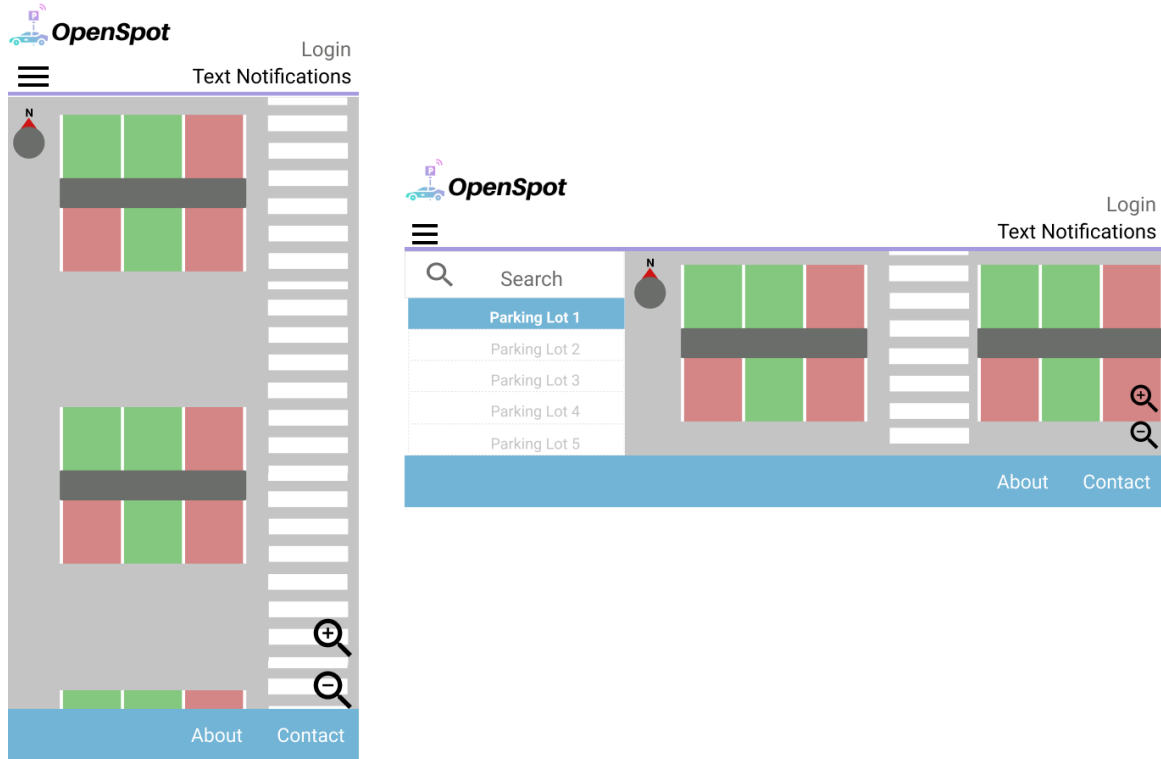 P
OpenSpot
Login
Text Notifications
N
About Contact
P
OpenSpot
Login
Text Notifications
Search
N
Parking Lot 1
Parking Lot 2
Parking Lot 3
Parking Lot 4
Parking Lot 5
About Contact